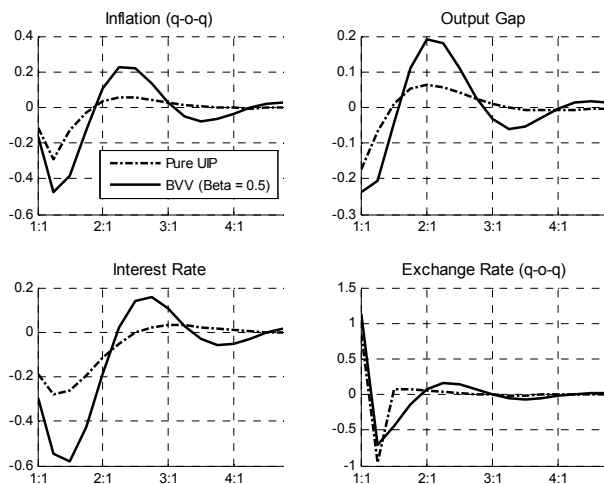 Inflation (q-o-q)
0.4
0.2
0
-0.2
-0.4
-0.6
1:1 2:1 3:1 4:1
Pure UIP
BVV (Beta = 0.5)
Output Gap
0.2
0.1
0
-0.1
-0.2
-0.3
1:1 2:1 3:1 4:1
Interest Rate
0.2
0
-0.2
-0.4
-0.6
1:1 2:1 3:1 4:1
Exchange Rate (q-o-q)
1.5
1
0.5
0
-0.5
-1
1:1 2:1 3:1 4:1